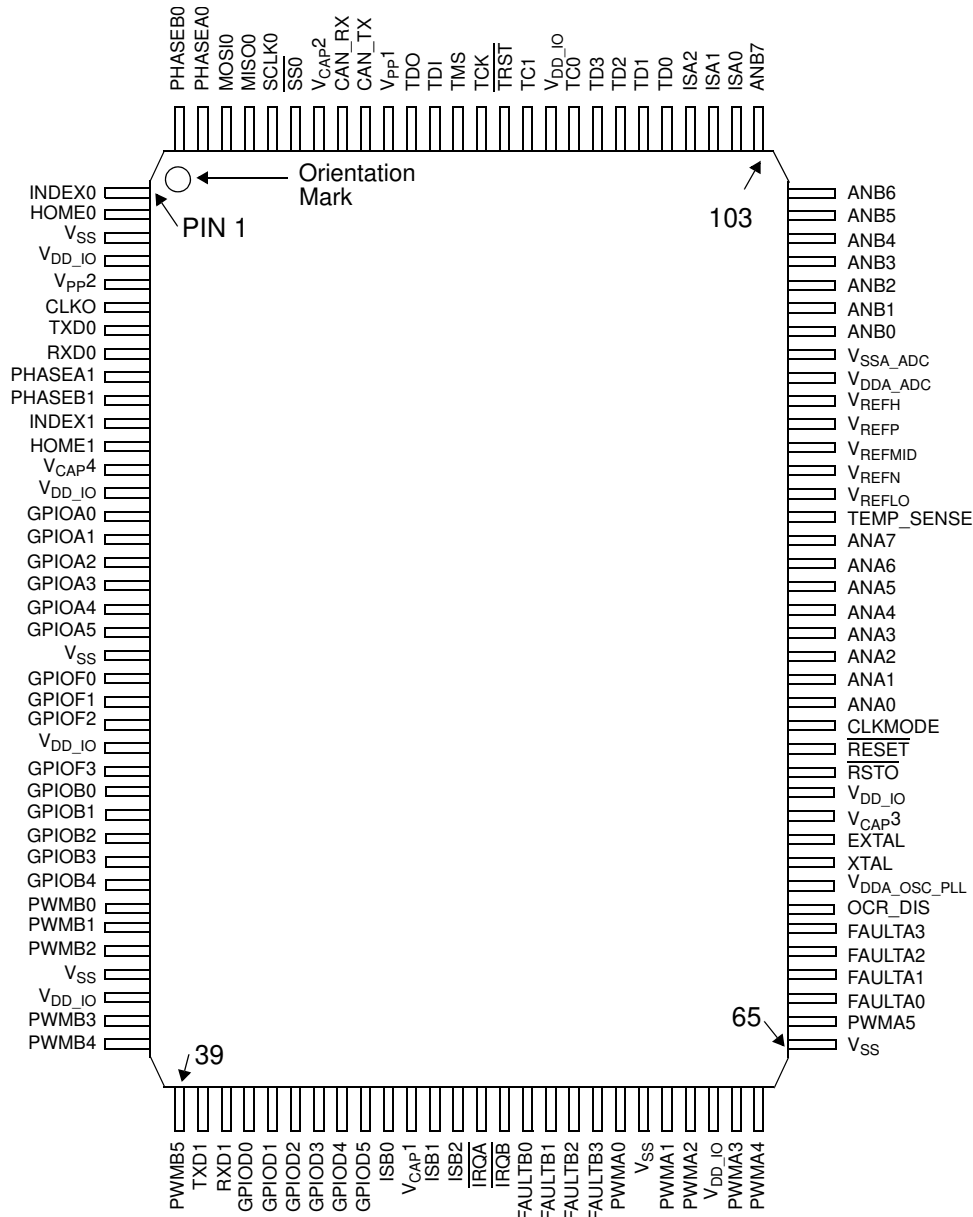 PHASEB0
PHASEA0
MOSI0
MISO0
SCLK0
SS0
VCAP2
CAN_RX
CAN_TX
VPP1
TDO
TDI
TMS
TCK
TRST
TC1
VDD_IO
TC0
TD3
TD2
TD1
TD0
ISA2
ISA1
ISA0
ANB7
Orientation
Mark
PIN 1
103
INDEX0
HOME0
VSS
VDD_IO
VPP2
CLKO
TXD0
RXD0
PHASEA1
PHASEB1
INDEX1
HOME1
VCAP4
VDD_IO
GPIOA0
GPIOA1
GPIOA2
GPIOA3
GPIOA4
GPIOA5
VSS
GPIOF0
GPIOF1
GPIOF2
VDD_IO
GPIOF3
GPIOB0
GPIOB1
GPIOB2
GPIOB3
GPIOB4
PWMB0
PWMB1
PWMB2
VSS
VDD_IO
PWMB3
PWMB4
ANB6
ANB5
ANB4
ANB3
ANB2
ANB1
ANB0
VSSA_ADC
VDDA_ADC
VREFH
VREFP
VREFMID
VREFN
VREFLO
TEMP_SENSE
ANA7
ANA6
ANA5
ANA4
ANA3
ANA2
ANA1
ANA0
CLKMODE
RESET
RSTO
VDD_IO
VCAP3
EXTAL
XTAL
VDDA_OSC_PLL
OCR_DIS
FAULTA3
FAULTA2
FAULTA1
FAULTA0
PWMA5
VSS
65
39
PWMB5
TXD1
RXD1
GPIOD0
GPIOD1
GPIOD2
GPIOD3
GPIOD4
GPIOD5
ISB0
VCAP1
ISB1
ISB2
IRQA
IRQB
FAULTB0
FAULTB1
FAULTB2
FAULTB3
PWMA0
VSS
PWMA1
PWMA2
VDD_IO
PWMA3
PWMA4